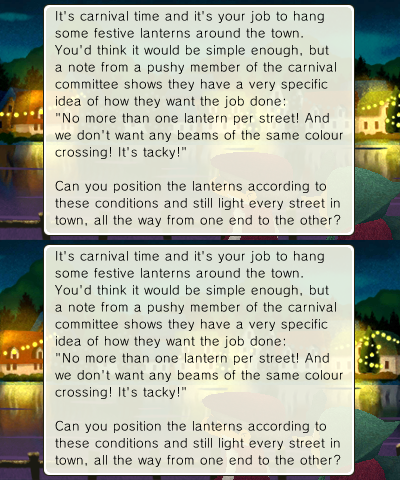 It's carnival time and it's your job to hang
some festive lanterns around the town.
You'd think it would be simple enough, but
a note from a pushy member of the carnival
committee shows they have a very specific
idea of how they want the job done:
"No more than one lantern per street! And
we don't want any beams of the same colour
crossing! It's tacky!"
Can you position the lanterns according to
these conditions and still light every street in
town, all the way from one end to the other?
It's carnival time and it's your job to hang
some festive lanterns around the town.
You'd think it would be simple enough, but
a note from a pushy member of the carnival
committee shows they have a very specific
idea of how they want the job done:
"No more than one lantern per street! And
we don't want any beams of the same colour
crossing! It's tacky!"
Can you position the lanterns according to
these conditions and still light every street in
town, all the way from one end to the other?